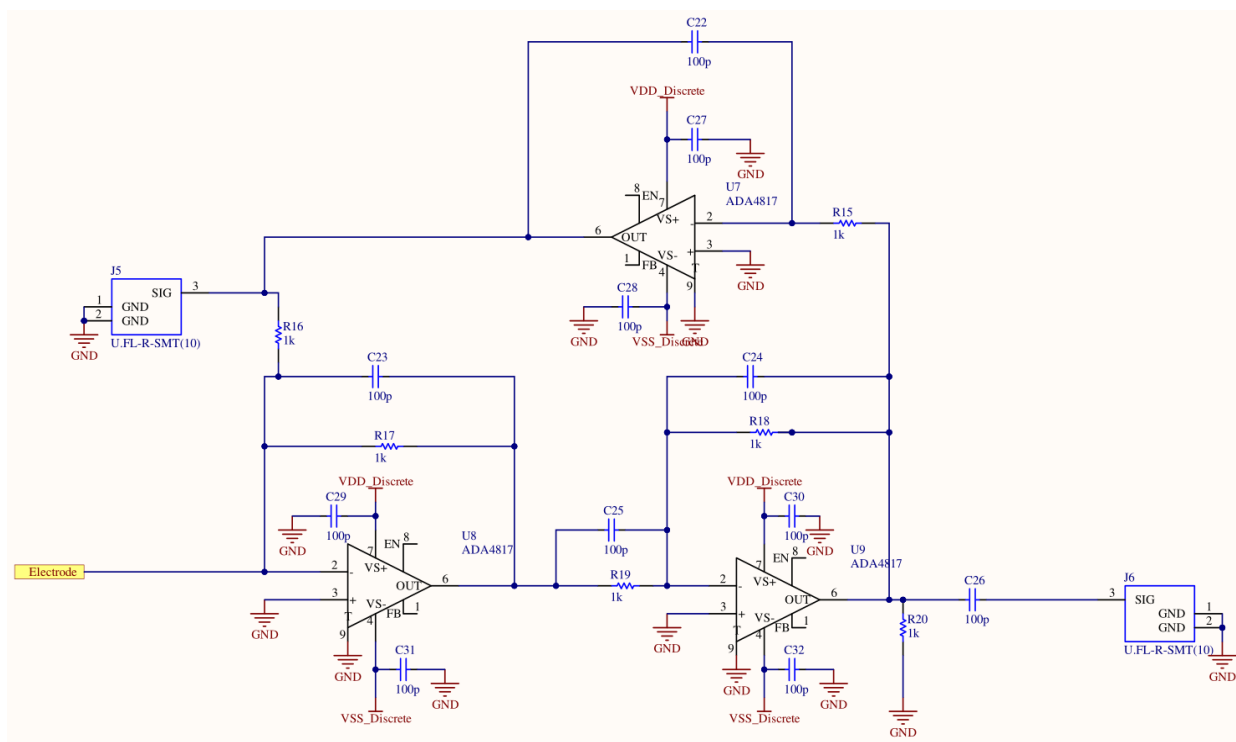 C22
100p
VDD_Discrete
C27
100p
GND
U7
ADA4817
8
EN
7
VS+
2
-
R15
1k
6
OUT
3
+
GND
1
FB
VS-
4
T
9
J5
SIG
3
1
GND
2
GND
GND
U.FL-R-SMT(10)
C28
100p
GND
VSS_Discrete
GND
R16
1k
C23
100p
C24
100p
R17
1k
R18
1k
VDD_Discrete
C29
100p
GND
VDD_Discrete
C30
100p
GND
C25
100p
U8
ADA4817
8
EN
7
VS+
Electrode
2
-
OUT
6
3
+
VS-
FB
1
T
9
4
GND
GND
R19
1k
U9
ADA4817
8
EN
7
VS+
2
-
OUT
6
3
+
VS-
FB
1
T
9
4
GND
GND
C26
100p
R20
1k
GND
J6
3
SIG
GND
1
GND
2
U.FL-R-SMT(10)
GND
C31
100p
GND
VSS_Discrete
C32
100p
GND
VSS_Discrete